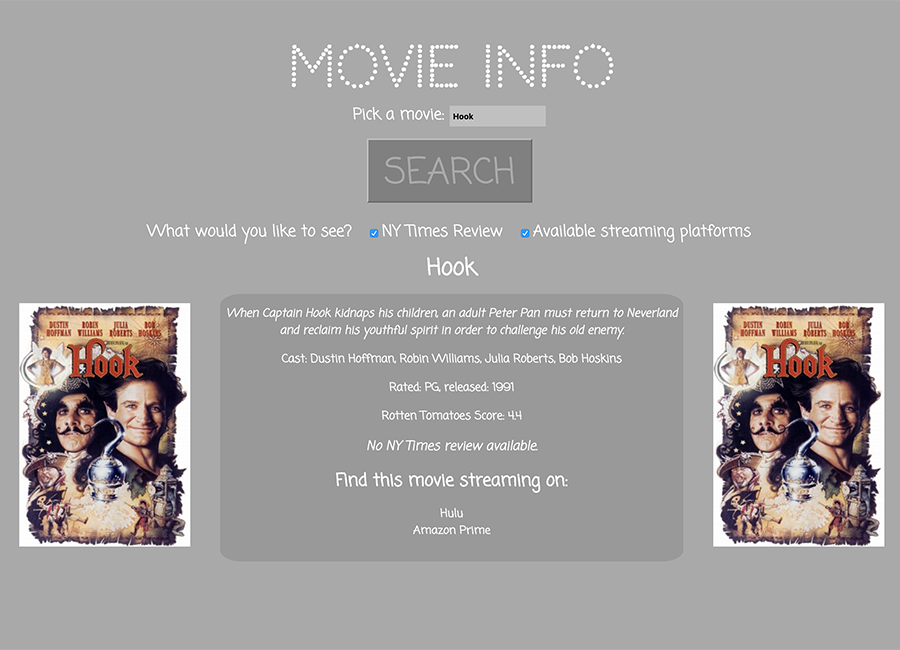 MOVIE INFO
Pick a movie: Hook
SEARCH
What would you like to see? NY Times Review Available streaming platforms
Hook
When Captain Hook kidnaps his children, an adult Peter Pan must return to Neverland
and reclaim his youthful spirit in order to challenge his old enemy.
Cast: Dustin Hoffman, Robin Williams, Julia Roberts, Bob Hoskins
Rated: PG, released: 1991
Rotten Tomatoes Score: 4.4
No NY Times review available.
Find this movie streaming on:
Hulu
Amazon Prime
DUSTIN HOFFMAN ROBIN WILLIAMS JULIA ROBERTS BOB HOSKINS
Hook
DUSTIN HOFFMAN ROBIN WILLIAMS JULIA ROBERTS BOB HOSKINS
Hook